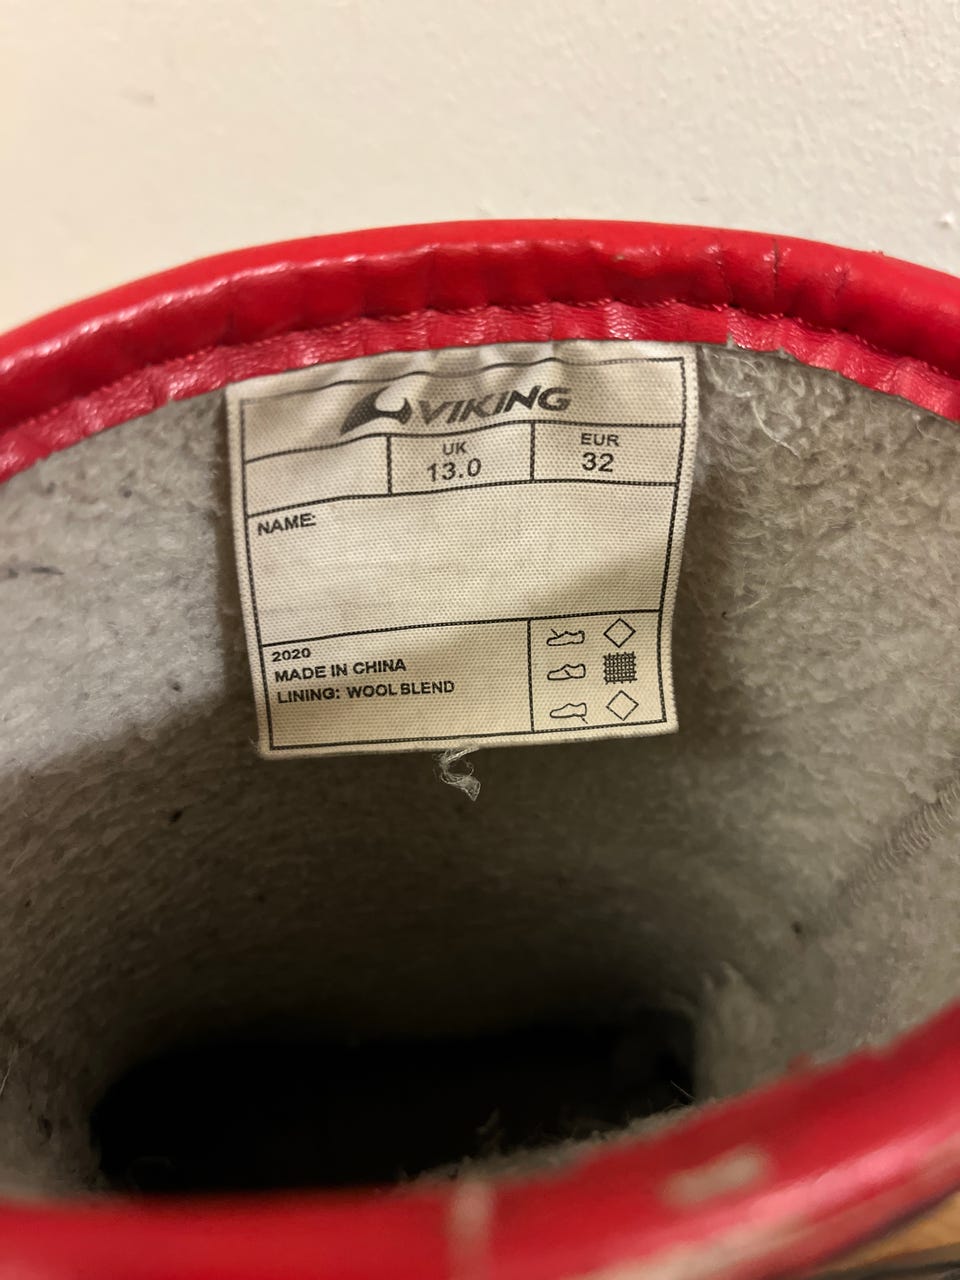 VIKING
UK EUR
13.0 32
NAME:
2020
MADE IN CHINA
LINING: WOOL BLEND